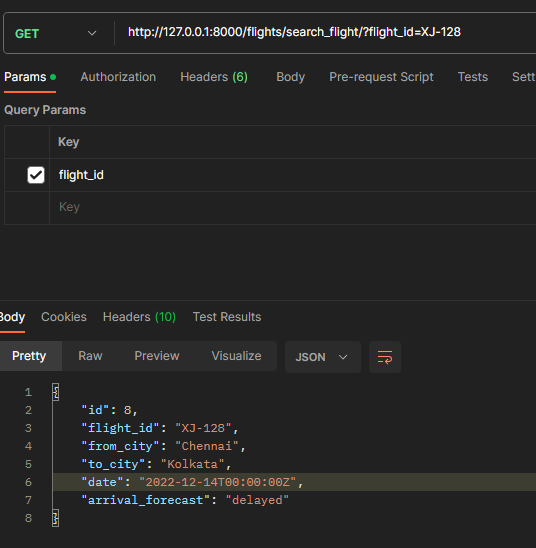 GET http://127.0.0.1:8000/flights/search_flight/?flight_id=XJ-128
Params Authorization Headers (6) Body Pre-request Script Tests Sett
Query Params
Key
flight_id
Key
Body Cookies Headers (10) Test Results
Pretty Raw Preview Visualize JSON
1 {
2 "id": 8,
3 "flight_id": "XJ-128",
4 "from_city": "Chennai",
5 "to_city": "Kolkata",
6 "date": "2022-12-14T00:00:00Z",
7 "arrival_forecast": "delayed"
8 }